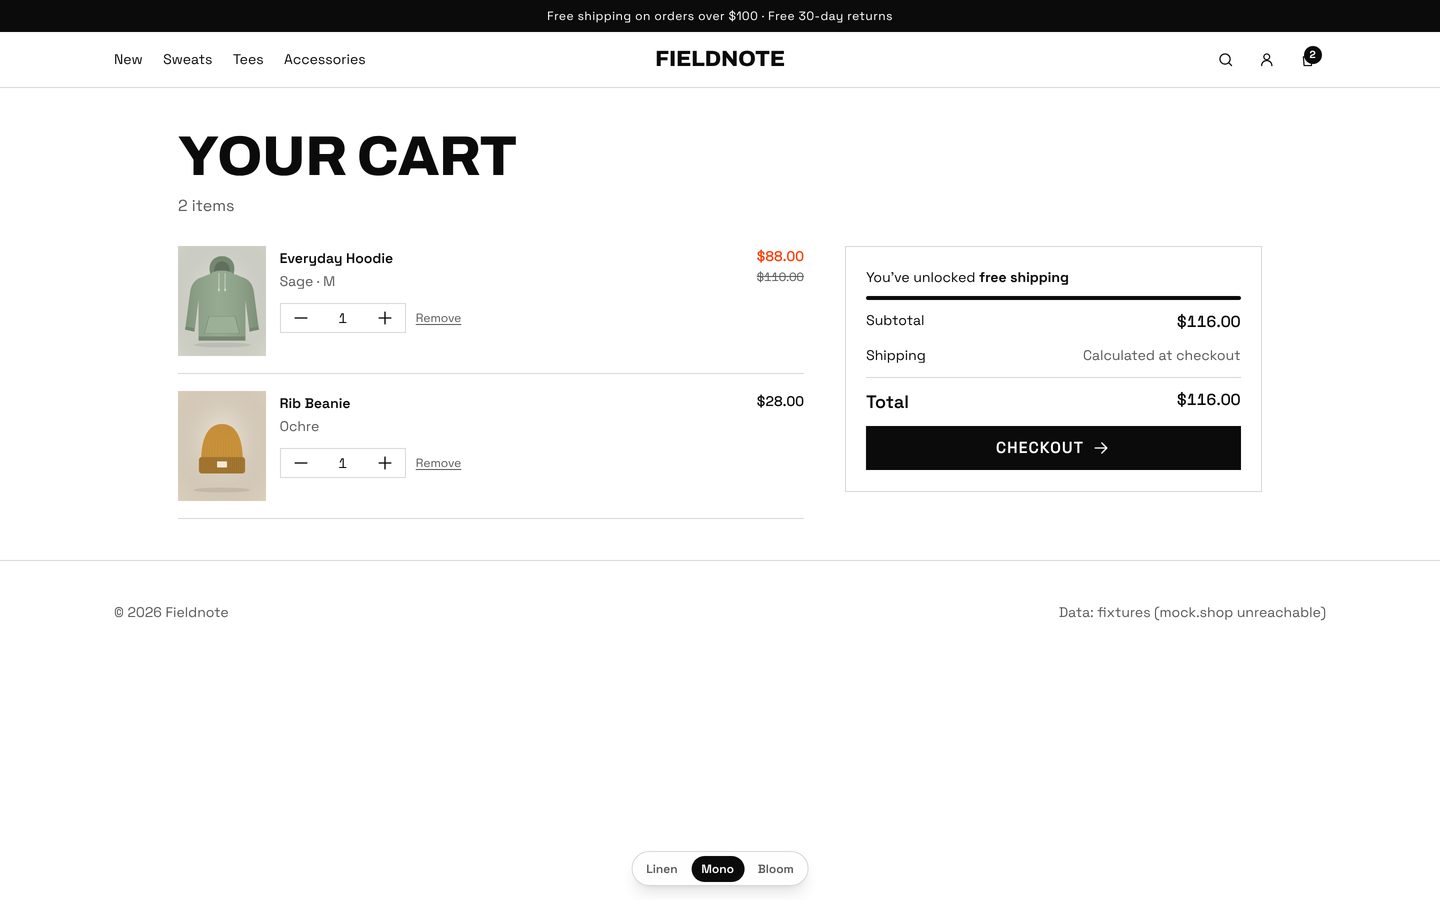 Free shipping on orders over $100 · Free 30-day returns
New Sweats Tees Accessories
FIELDNOTE
2
YOUR CART
2 items
Everyday Hoodie
$88.00
Sage · M
$110.00
1
Remove
Rib Beanie
$28.00
Ochre
1
Remove
You’ve unlocked free shipping
Subtotal $116.00
Shipping Calculated at checkout
Total $116.00
CHECKOUT →
© 2026 Fieldnote
Data: fixtures (mock.shop unreachable)
Linen Mono Bloom